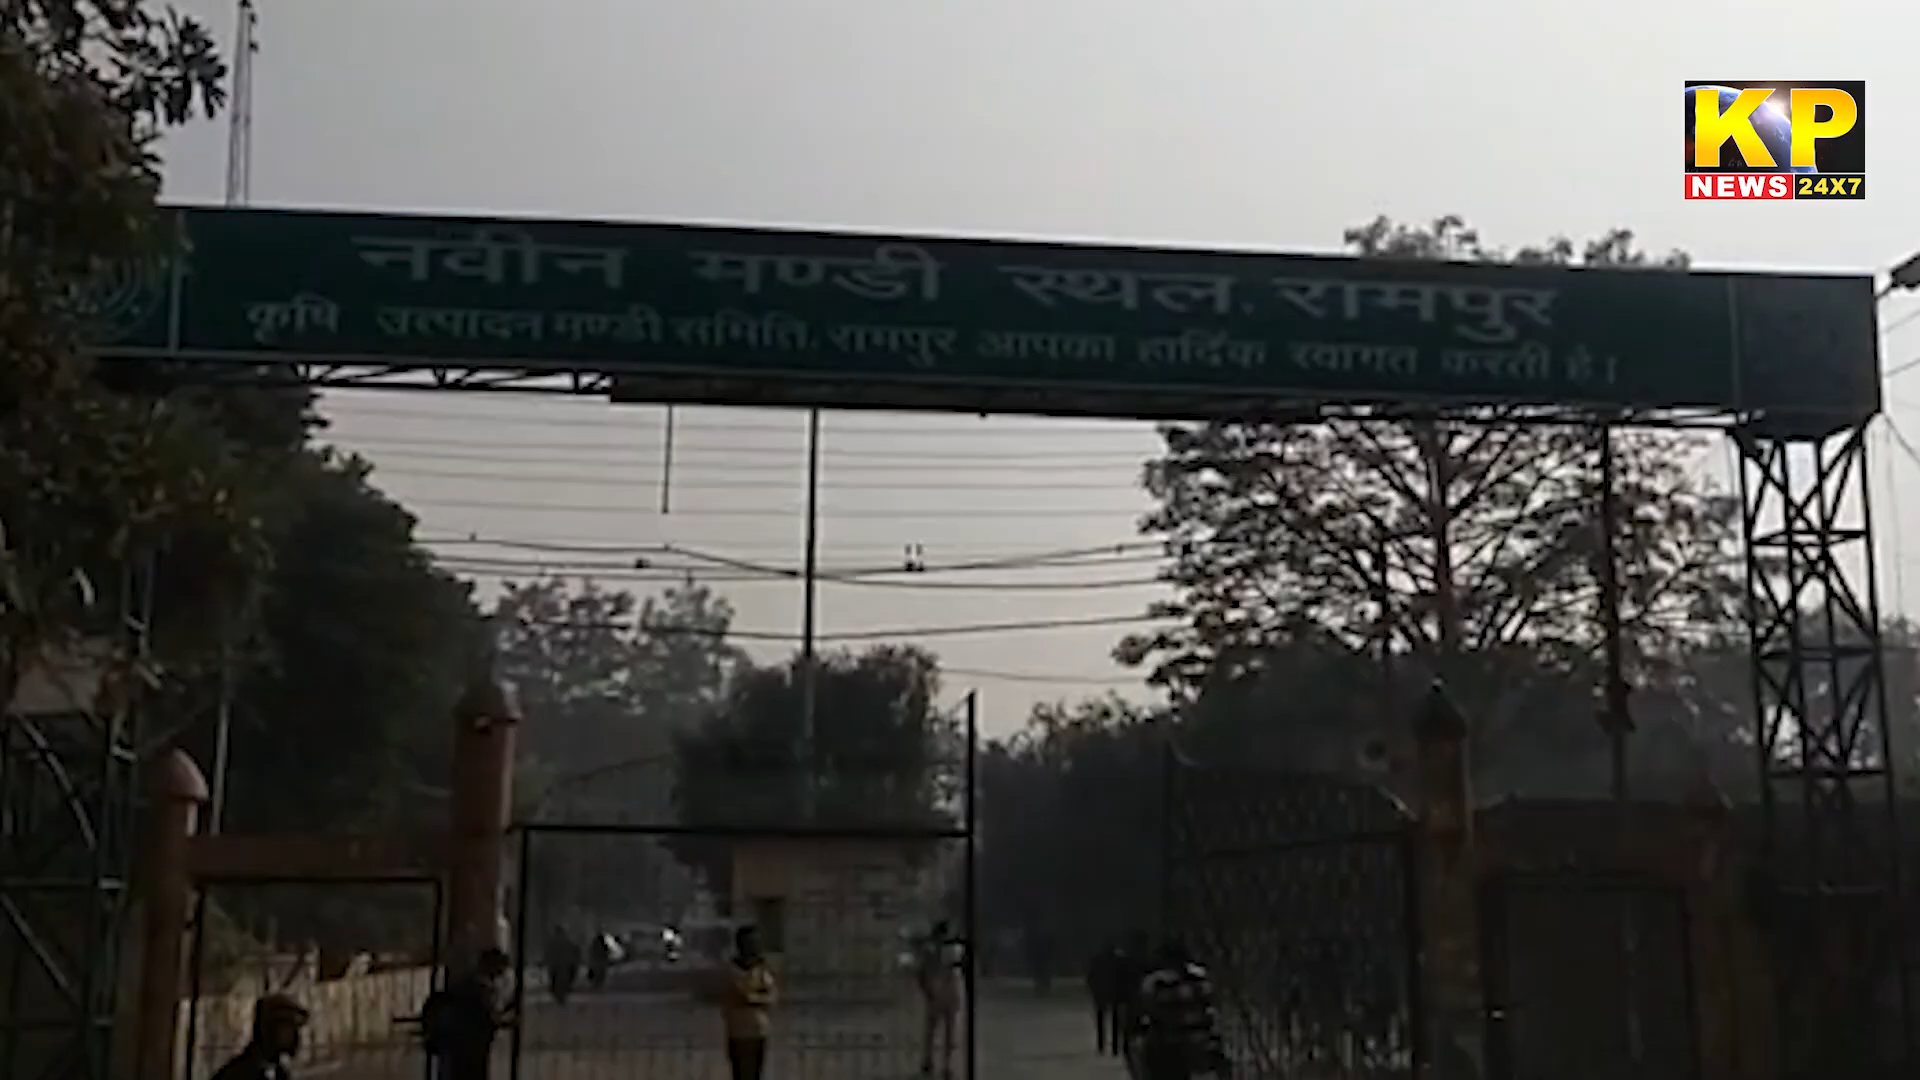 KP
NEWS 24X7
नवीन मण्डी स्थल, रामपुर
कृषि उत्पादन मण्डी समिति, रामपुर आपका हार्दिक स्वागत करती है।